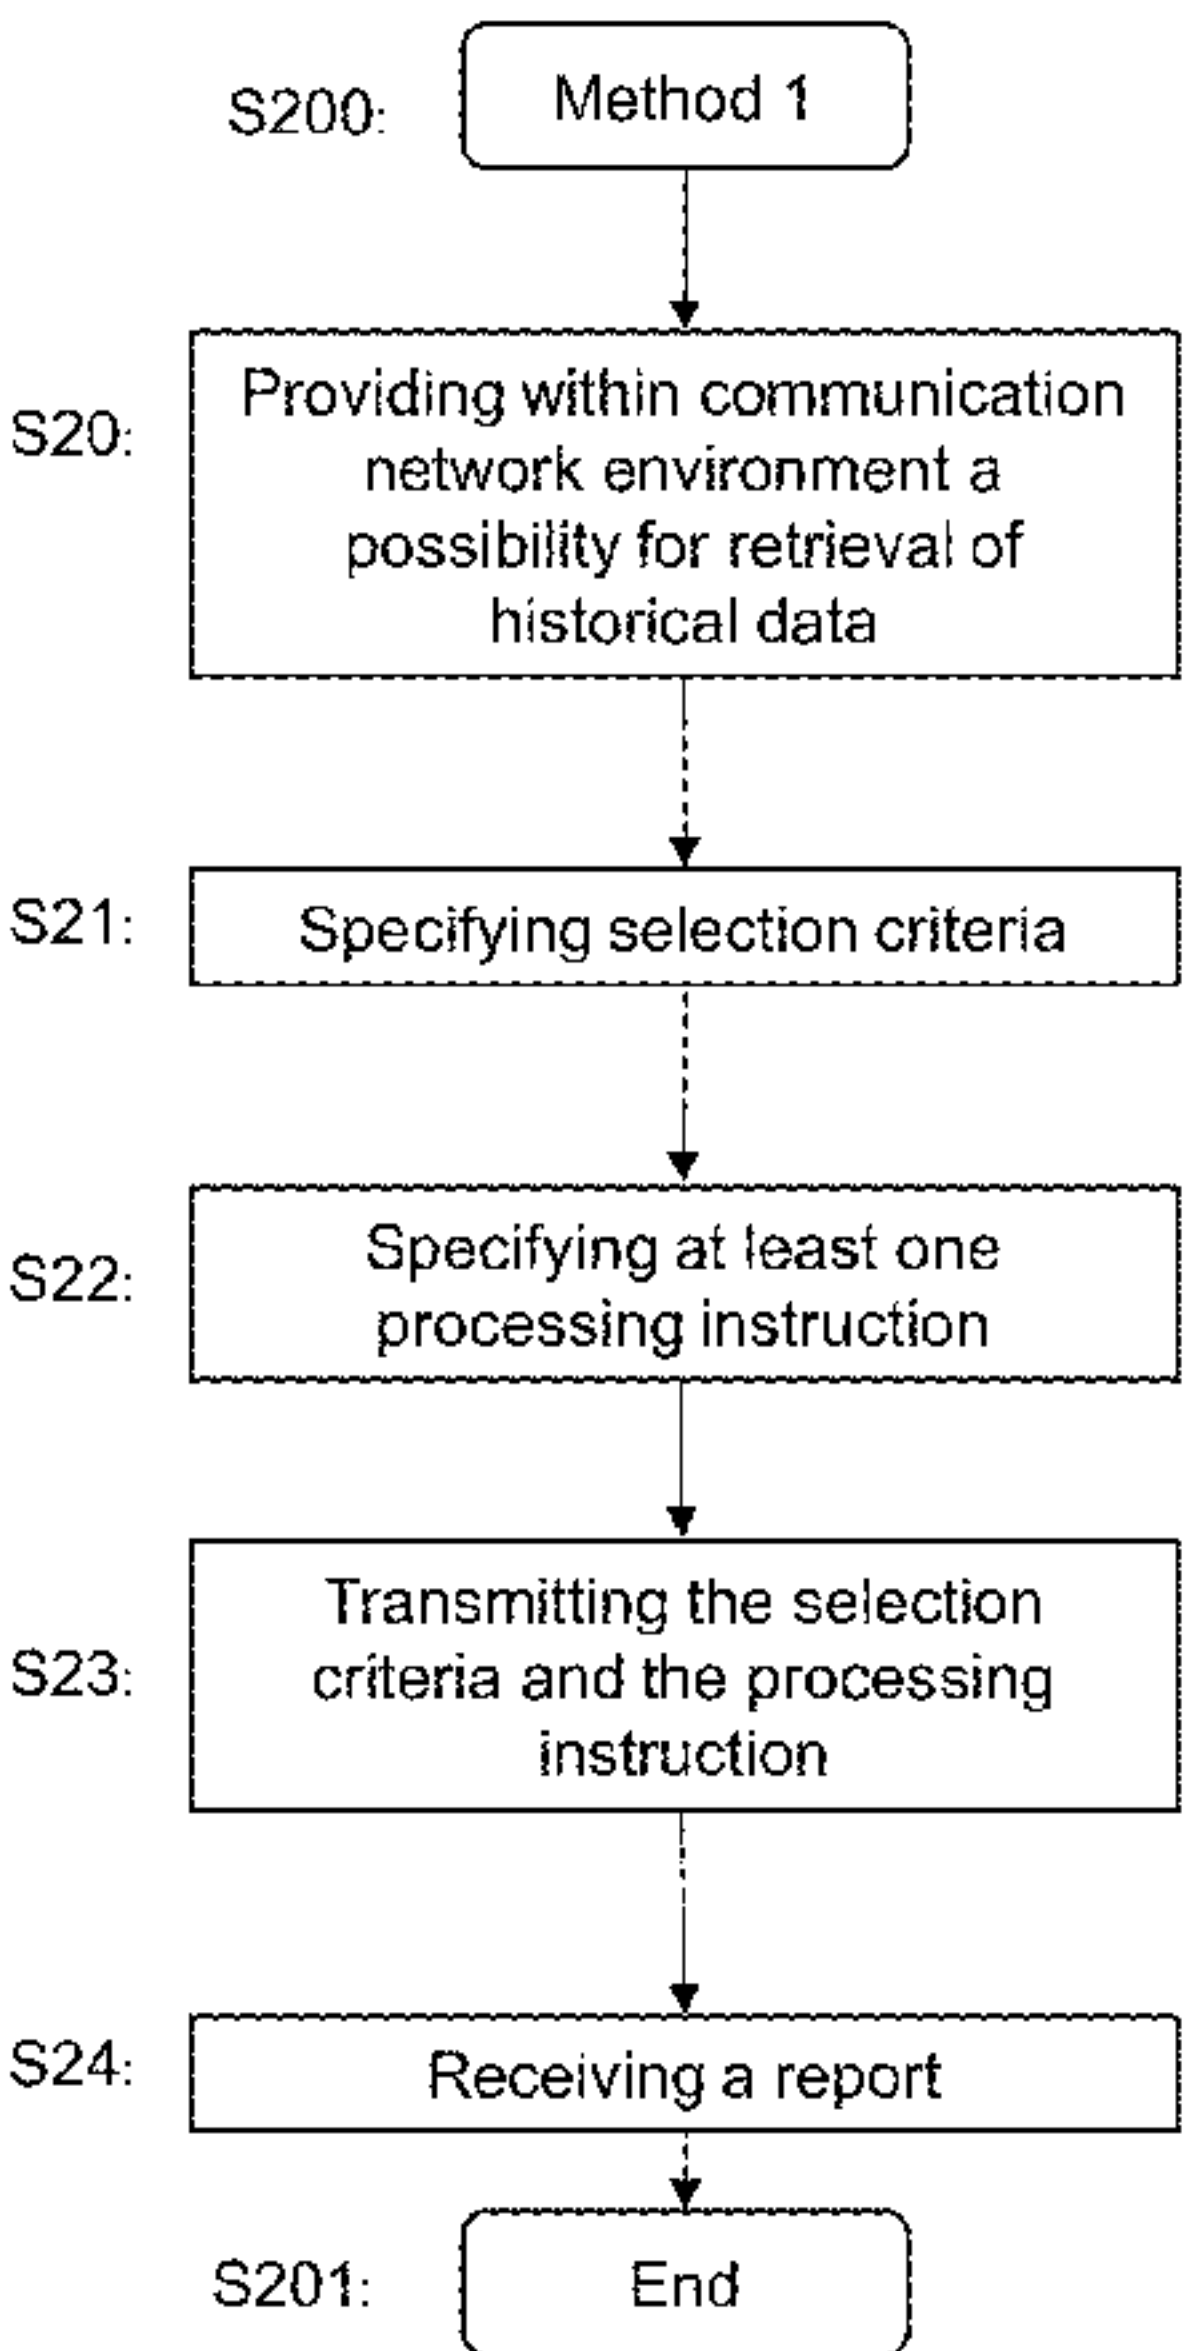 S200:
Method 1
S20:
Providing within communication
network environment a
possibility for retrieval of
historical data
S21:
Specifying selection criteria
S22:
Specifying at least one
processing instruction
S23:
Transmitting the selection
criteria and the processing
instruction
S24:
Receiving a report
S201:
End